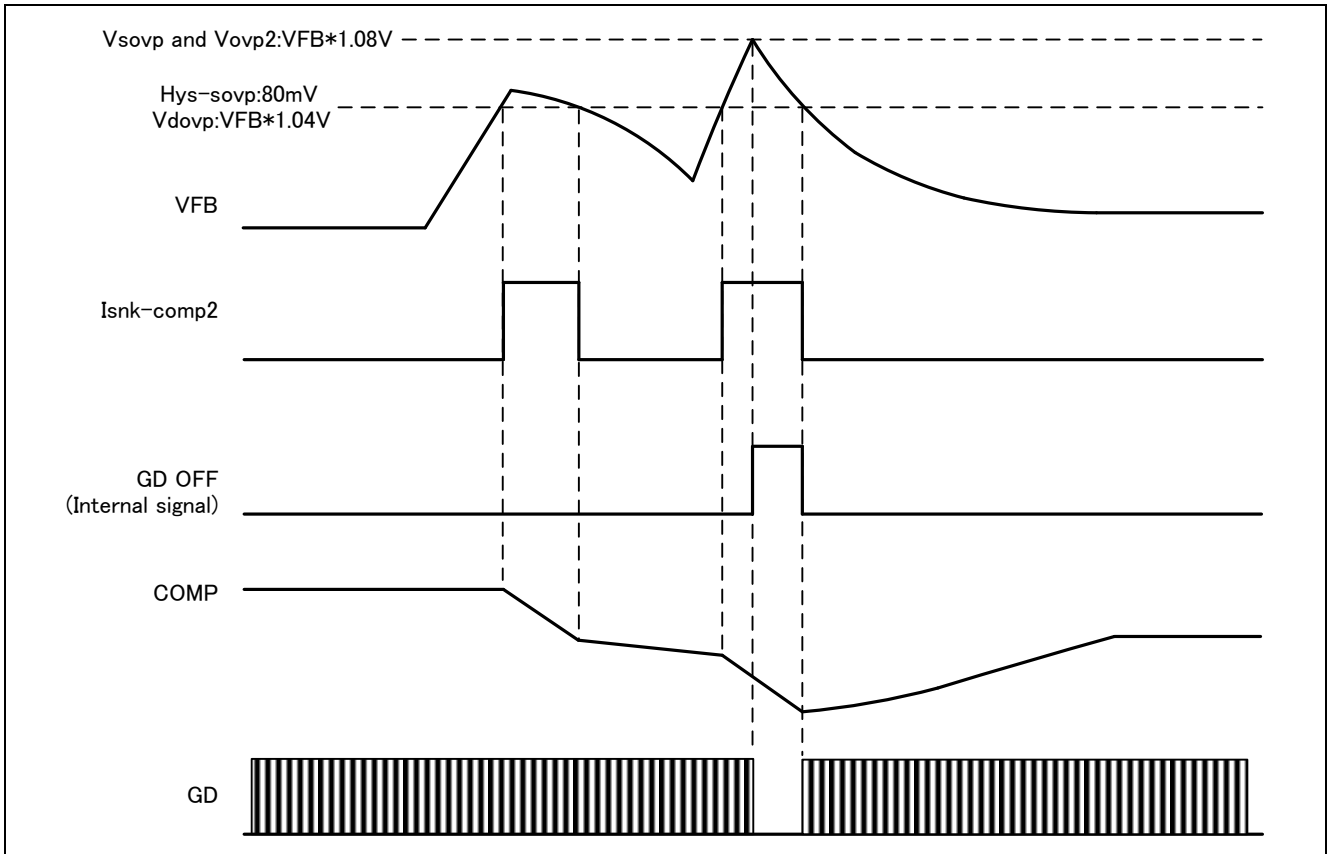 Vsovp and Vovp2:VFB*1.08V
Hys-sovp:80mV
Vdovp:VFB*1.04V
VFB
Isnk-comp2
GD OFF
(Internal signal)
COMP
GD